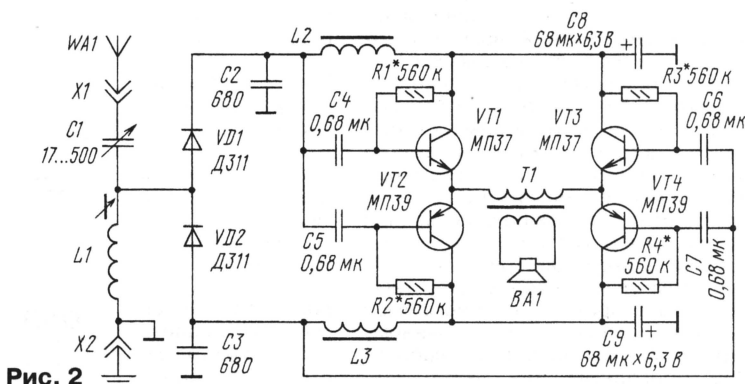 WA1
X1
C1
17...500
L1
X2
VD1
Д311
VD2
Д311
C2
680
C3
680
L2
R1*560 к
C4
0,68 мк
VT1
МП37
VT2
МП39
C5
0,68 мк
R2*560 к
L3
T1
BA1
C8
68 мк×6,3 В
+
R3*560 к
C6
0,68 мк
VT3
МП37
VT4
МП39
R4*
560 к
C7
0,68 мк
C9
+
68 мк×6,3 В
Рис. 2